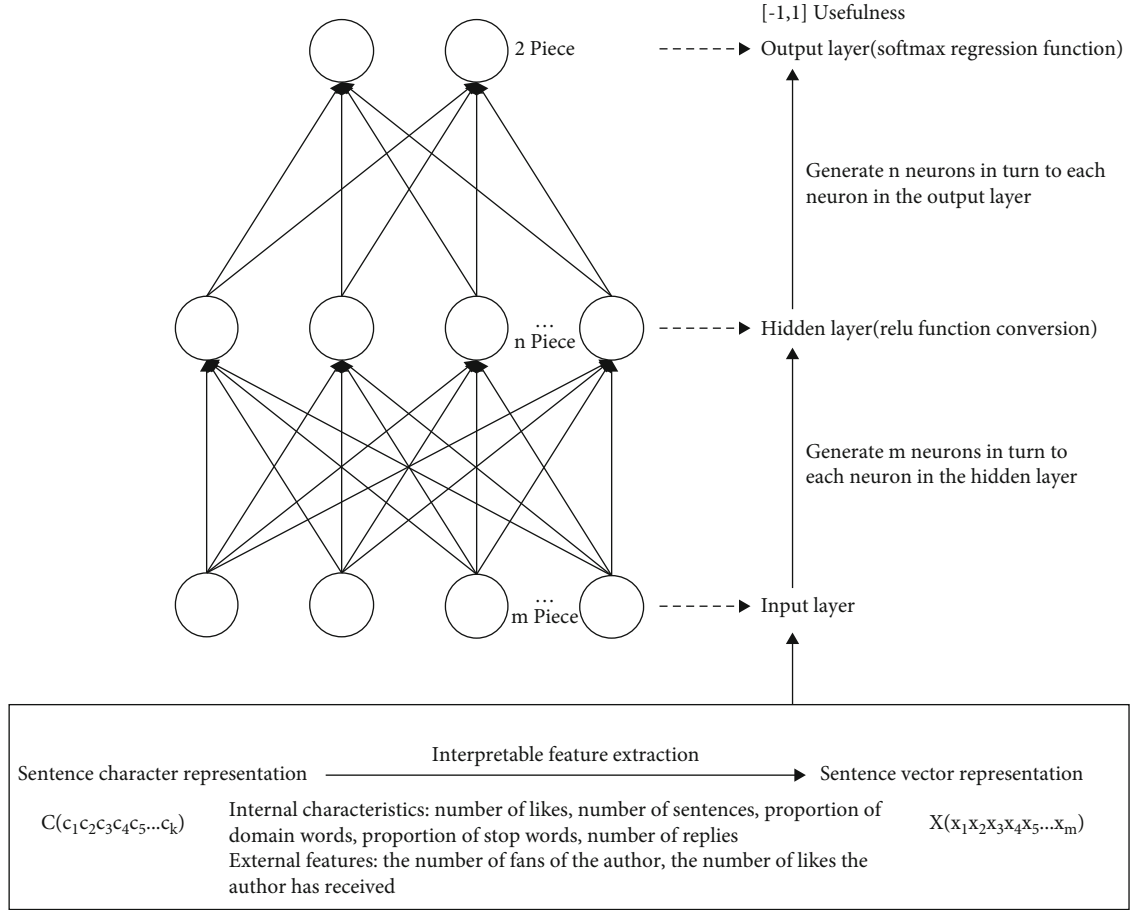 [-1,1] Usefulness
2 Piece
Output layer(softmax regression function)
Generate n neurons in turn to each
neuron in the output layer
...
n Piece
Hidden layer(relu function conversion)
Generate m neurons in turn to
each neuron in the hidden layer
...
m Piece
Input layer
Interpretable feature extraction
Sentence character representation
Sentence vector representation
C(c₁c₂c₃c₄c₅...cₖ)
Internal characteristics: number of likes, number of sentences, proportion of
domain words, proportion of stop words, number of replies
External features: the number of fans of the author, the number of likes the
author has received
X(x₁x₂x₃x₄x₅...xₘ)